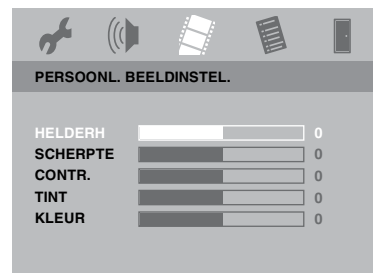 PERSOONL. BEELDINSTEL.
HELDERH 0
SCHERPTE 0
CONTR. 0
TINT 0
KLEUR 0